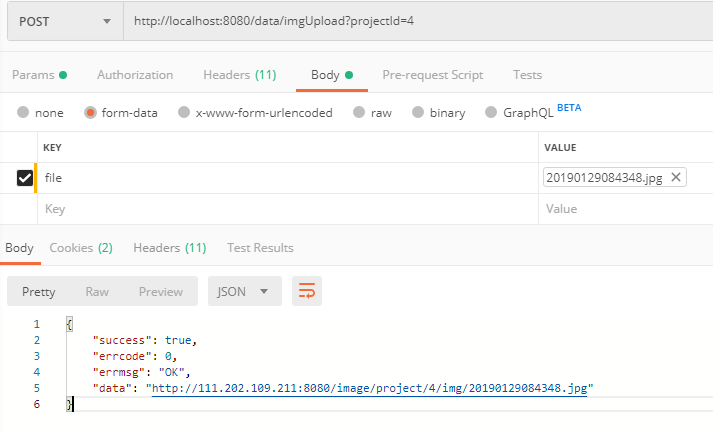 POST http://localhost:8080/data/imgUpload?projectId=4
Params Authorization Headers (11) Body Pre-request Script Tests
none form-data x-www-form-urlencoded raw binary GraphQL BETA
KEY VALUE
file 20190129084348.jpg
Key Value
Body Cookies (2) Headers (11) Test Results
Pretty Raw Preview JSON
1 {
2 "success": true,
3 "errcode": 0,
4 "errmsg": "OK",
5 "data": "http://111.202.109.211:8080/image/project/4/img/20190129084348.jpg"
6 }